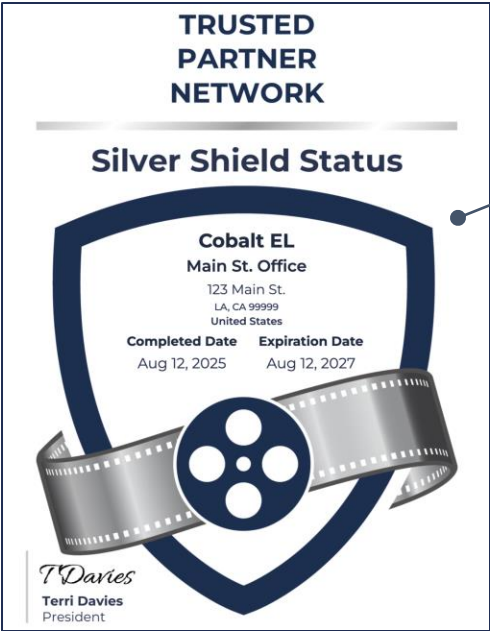 TRUSTED
PARTNER
NETWORK
Silver Shield Status
Cobalt EL
Main St. Office
123 Main St.
LA, CA 99999
United States
Completed Date Expiration Date
Aug 12, 2025 Aug 12, 2027
T Davies
Terri Davies
President